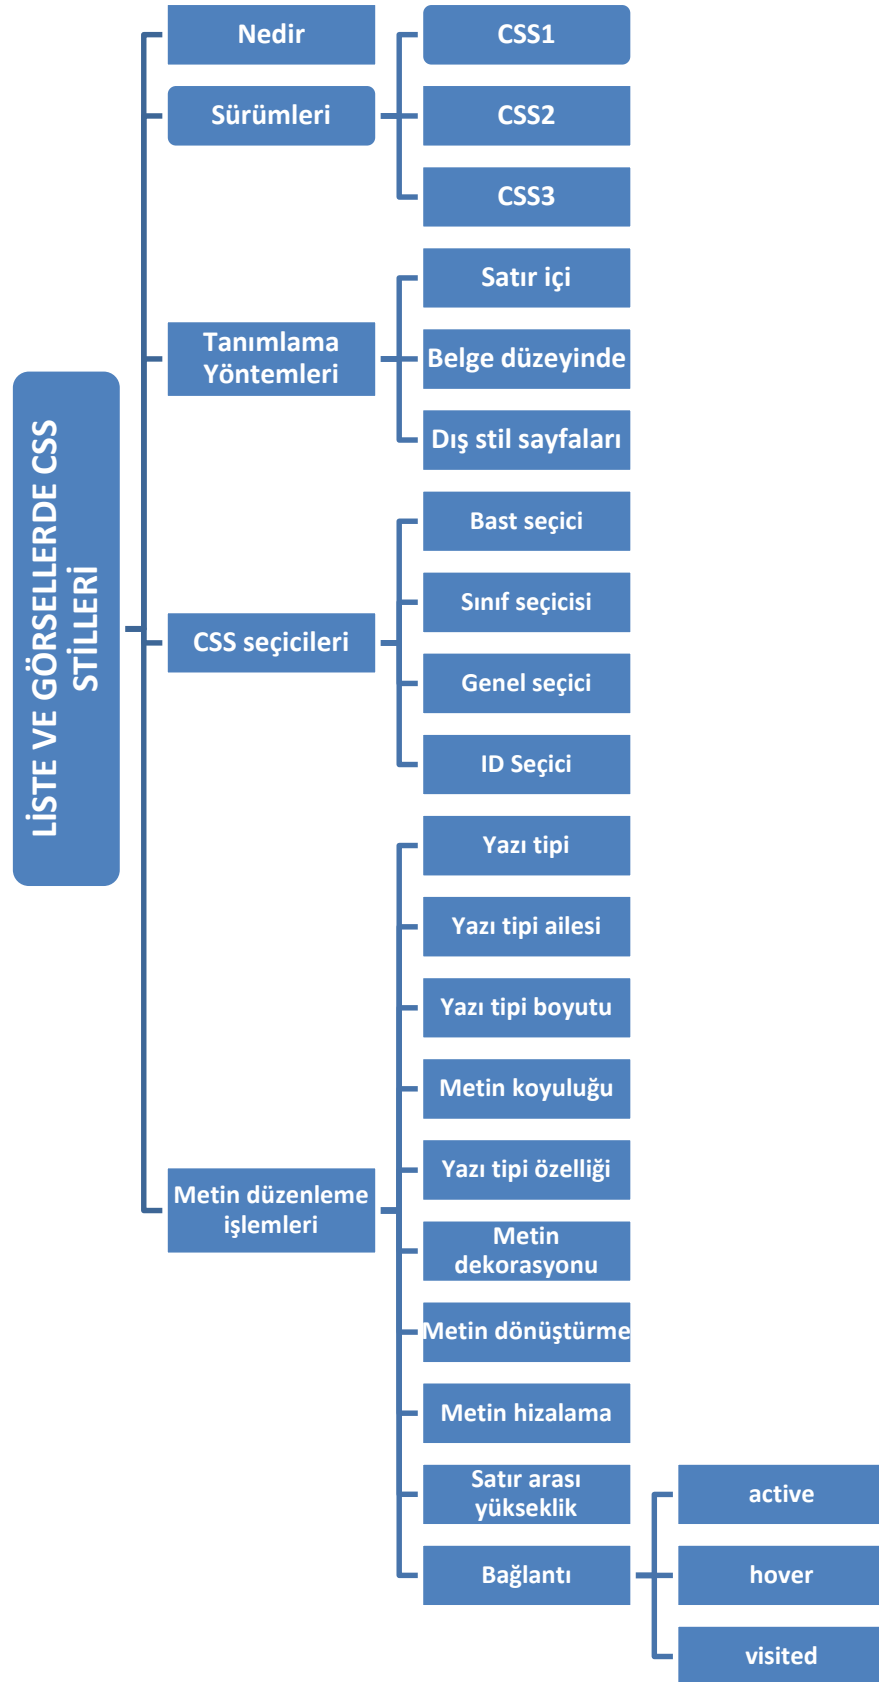 LİSTE VE GÖRSELLERDE CSS
STİLLERİ
Nedir
Sürümleri
CSS1
CSS2
CSS3
Tanımlama
Yöntemleri
Satır içi
Belge düzeyinde
Dış stil sayfaları
CSS seçicileri
Bast seçici
Sınıf seçicisi
Genel seçici
ID Seçici
Metin düzenleme
işlemleri
Yazı tipi
Yazı tipi ailesi
Yazı tipi boyutu
Metin koyuluğu
Yazı tipi özelliği
Metin
dekorasyonu
Metin dönüştürme
Metin hizalama
Satır arası
yükseklik
Bağlantı
active
hover
visited